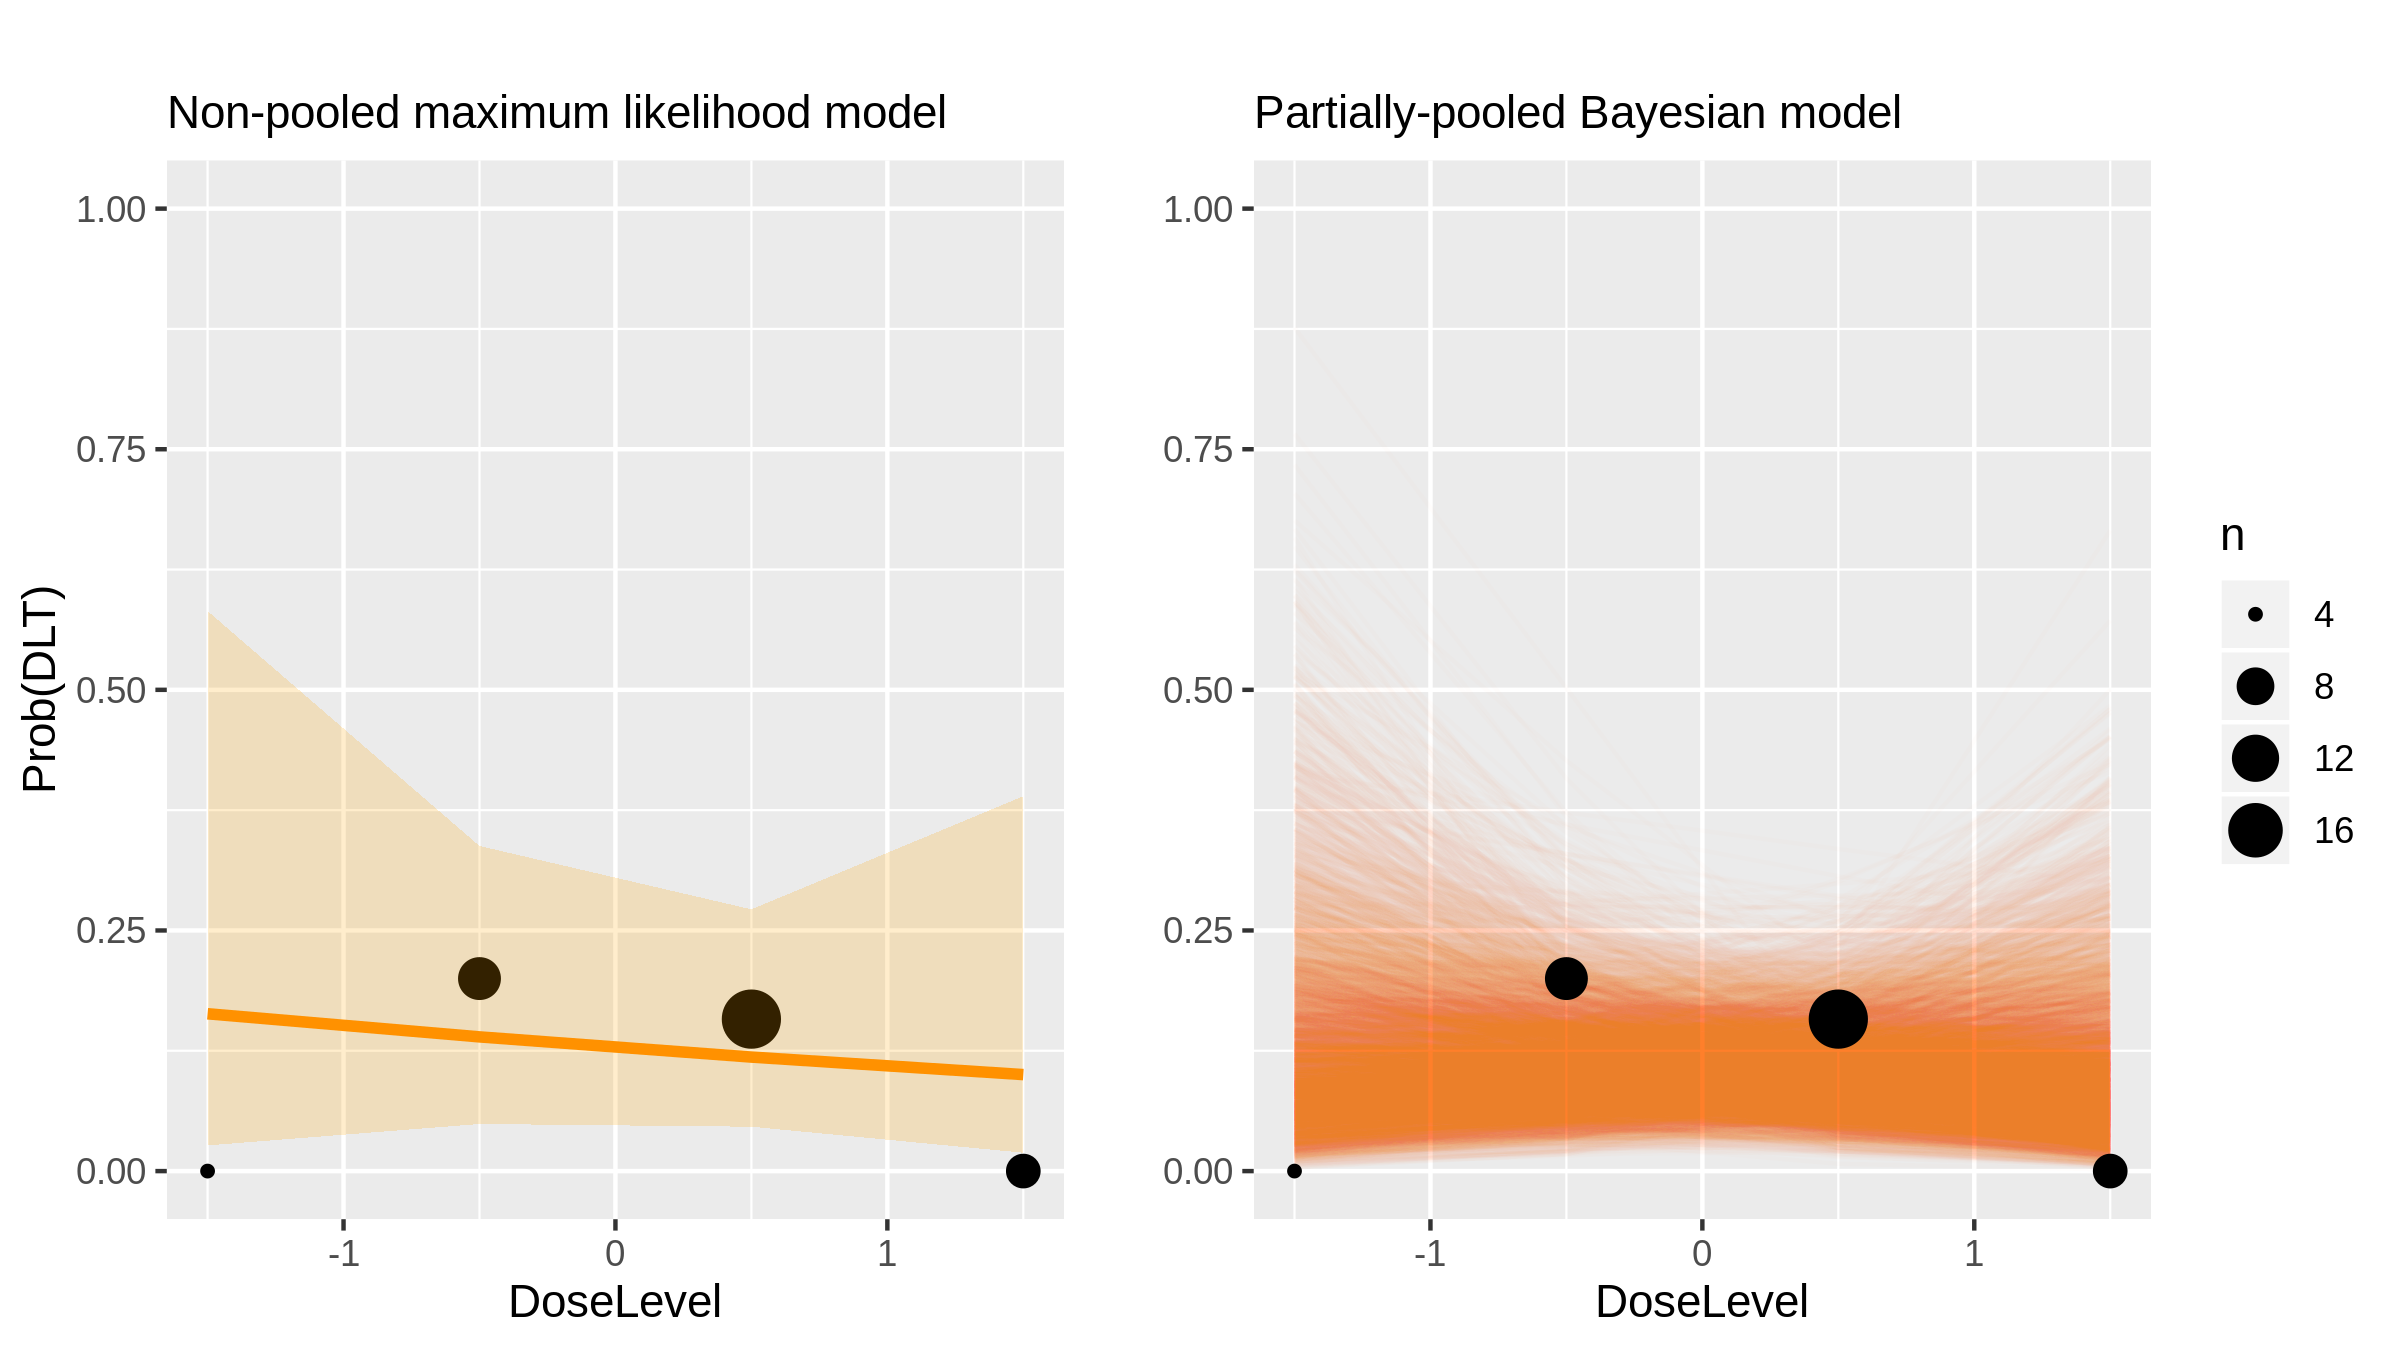 Non-pooled maximum likelihood model
Prob(DLT)
1.00
0.75
0.50
0.25
0.00
-1 0 1
DoseLevel
Partially-pooled Bayesian model
1.00
0.75
0.50
0.25
0.00
-1 0 1
DoseLevel
n
4
8
12
16